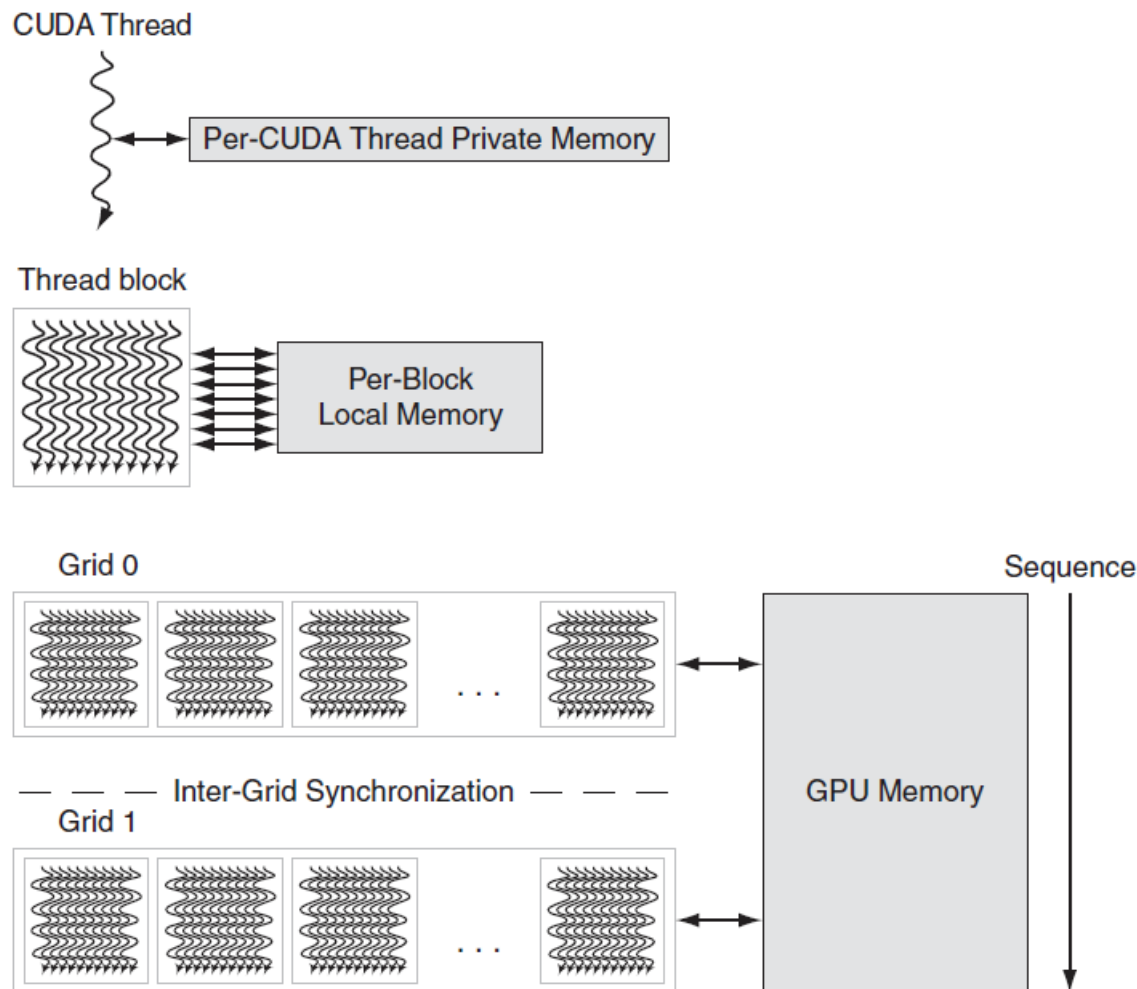 CUDA Thread
Per-CUDA Thread Private Memory
Thread block
Per-Block
Local Memory
Grid 0
Sequence
. . .
Inter-Grid Synchronization
GPU Memory
Grid 1
. . .